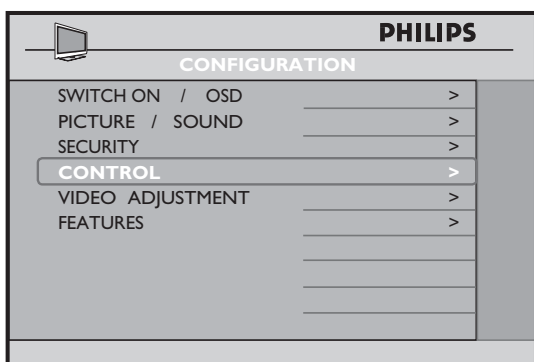 PHILIPS
CONFIGURATION
SWITCH ON / OSD >
PICTURE / SOUND >
SECURITY >
CONTROL >
VIDEO ADJUSTMENT >
FEATURES >